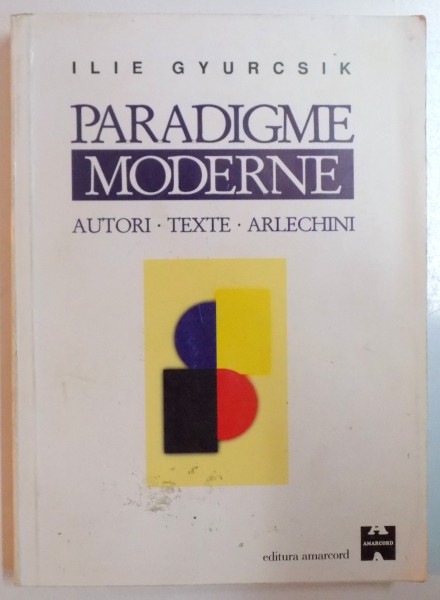 ILIE GYURCSIK
PARADIGME
MODERNE
AUTORI · TEXTE · ARLECHINI
editura amarcord
A
AMARCORD
A